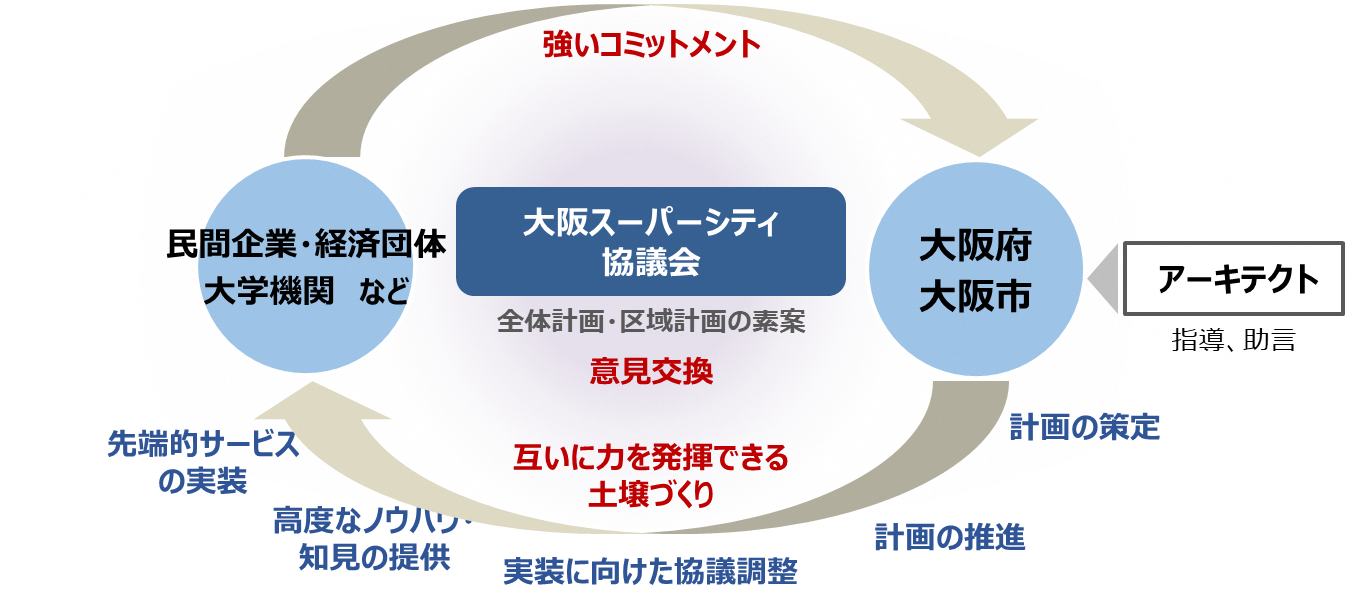 強いコミットメント
民間企業・経済団体
大学機関　など
大阪スーパーシティ
協議会
全体計画・区域計画の素案
意見交換
大阪府
大阪市
アーキテクト
指導、助言
先端的サービス
の実装
高度なノウハウ・
知見の提供
互いに力を発揮できる
土壌づくり
実装に向けた協議調整
計画の策定
計画の推進